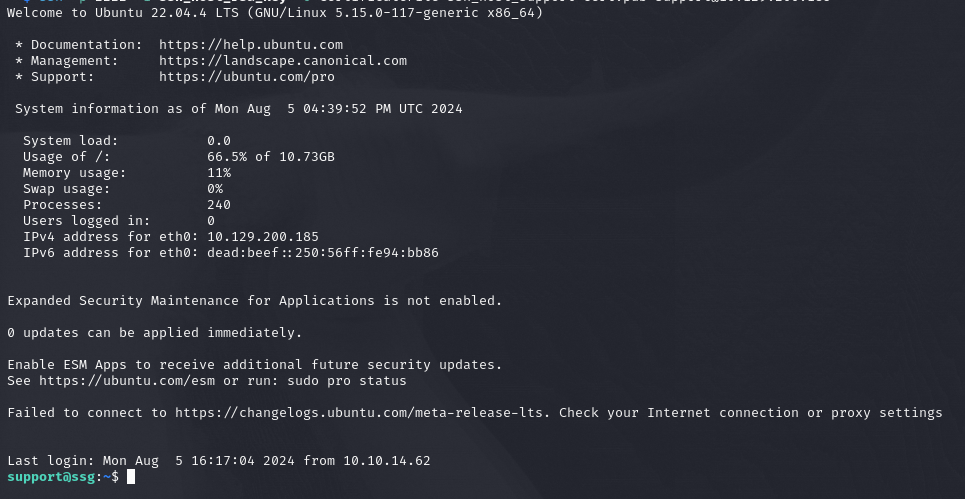 Welcome to Ubuntu 22.04.4 LTS (GNU/Linux 5.15.0-117-generic x86_64)
* Documentation: https://help.ubuntu.com
* Management: https://landscape.canonical.com
* Support: https://ubuntu.com/pro
System information as of Mon Aug 5 04:39:52 PM UTC 2024
System load: 0.0
Usage of /: 66.5% of 10.73GB
Memory usage: 11%
Swap usage: 0%
Processes: 240
Users logged in: 0
IPv4 address for eth0: 10.129.200.185
IPv6 address for eth0: dead:beef::250:56ff:fe94:bb86
Expanded Security Maintenance for Applications is not enabled.
0 updates can be applied immediately.
Enable ESM Apps to receive additional future security updates.
See https://ubuntu.com/esm or run: sudo pro status
Failed to connect to https://changelogs.ubuntu.com/meta-release-lts. Check your Internet connection or proxy settings
Last login: Mon Aug 5 16:17:04 2024 from 10.10.14.62
support@ssg:~$